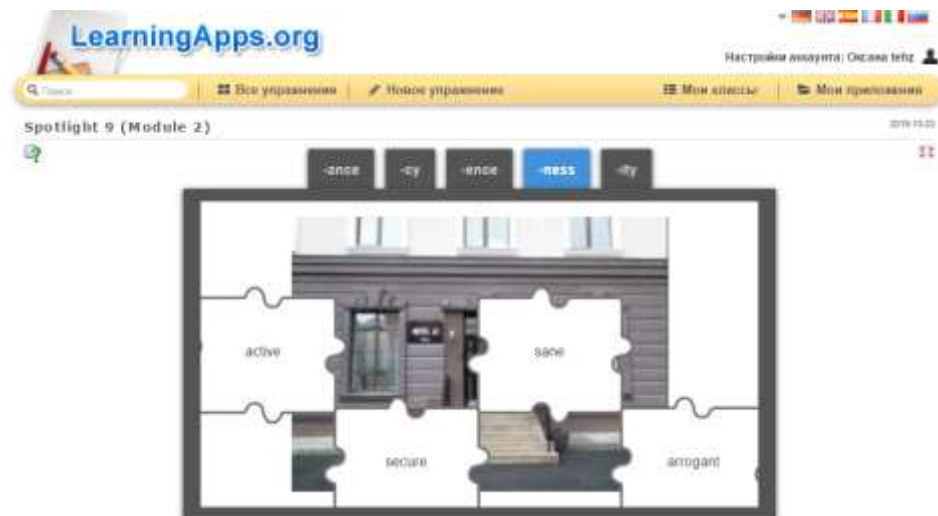 LearningApps.org
Настройки аккаунта: Оксана tehz
Поиск
Все упражнения
Новое упражнение
Мои классы
Мои приложения
Spotlight 9 (Module 2)
-ance
-cy
-ence
-ness
-ity
active
sane
secure
arrogant